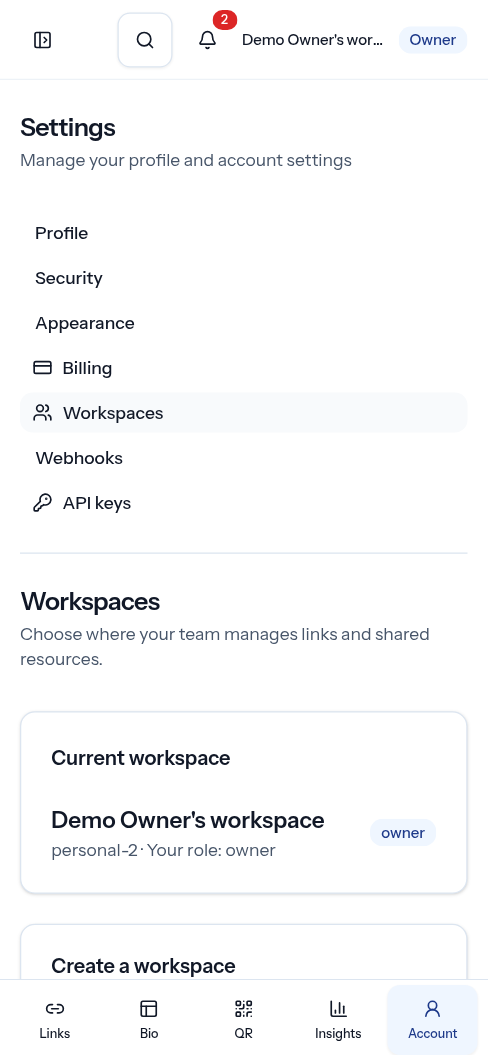 2
Demo Owner's wor...
Owner
Settings
Manage your profile and account settings
Profile
Security
Appearance
Billing
Workspaces
Webhooks
API keys
Workspaces
Choose where your team manages links and shared
resources.
Current workspace
Demo Owner's workspace
owner
personal-2 · Your role: owner
Create a workspace
Links
Bio
QR
Insights
Account